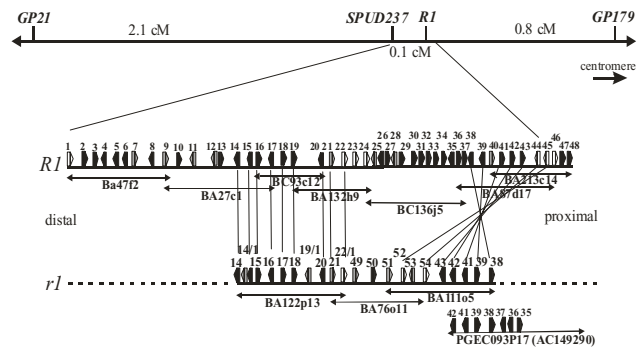 GP21 SPUD237 R1 GP179
2.1 cM 0.1 cM 0.8 cM
centromere
1 2 3 4 5 6 7 8 9 10 11 12 13 14 15 16 17 18 19 20 21 22 23 24 25 26 27 28 29 30 31 32 33 34 35 36 37 38 39 40 41 42 43 44 45 46 47 48
R1
Ba47f2 BC93c12 BA213c14
BA27c1 BA132h9 BA87d17
BC136j5
distal proximal
14/1 19/1 22/1 52
14 15 16 17 18 20 21 49 50 51 53 54 43 42 41 39 38
r1
BA122p13 BA76o11 BA111o5
42 41 39 38 37 36 35
PGEC093P17 (AC149290)